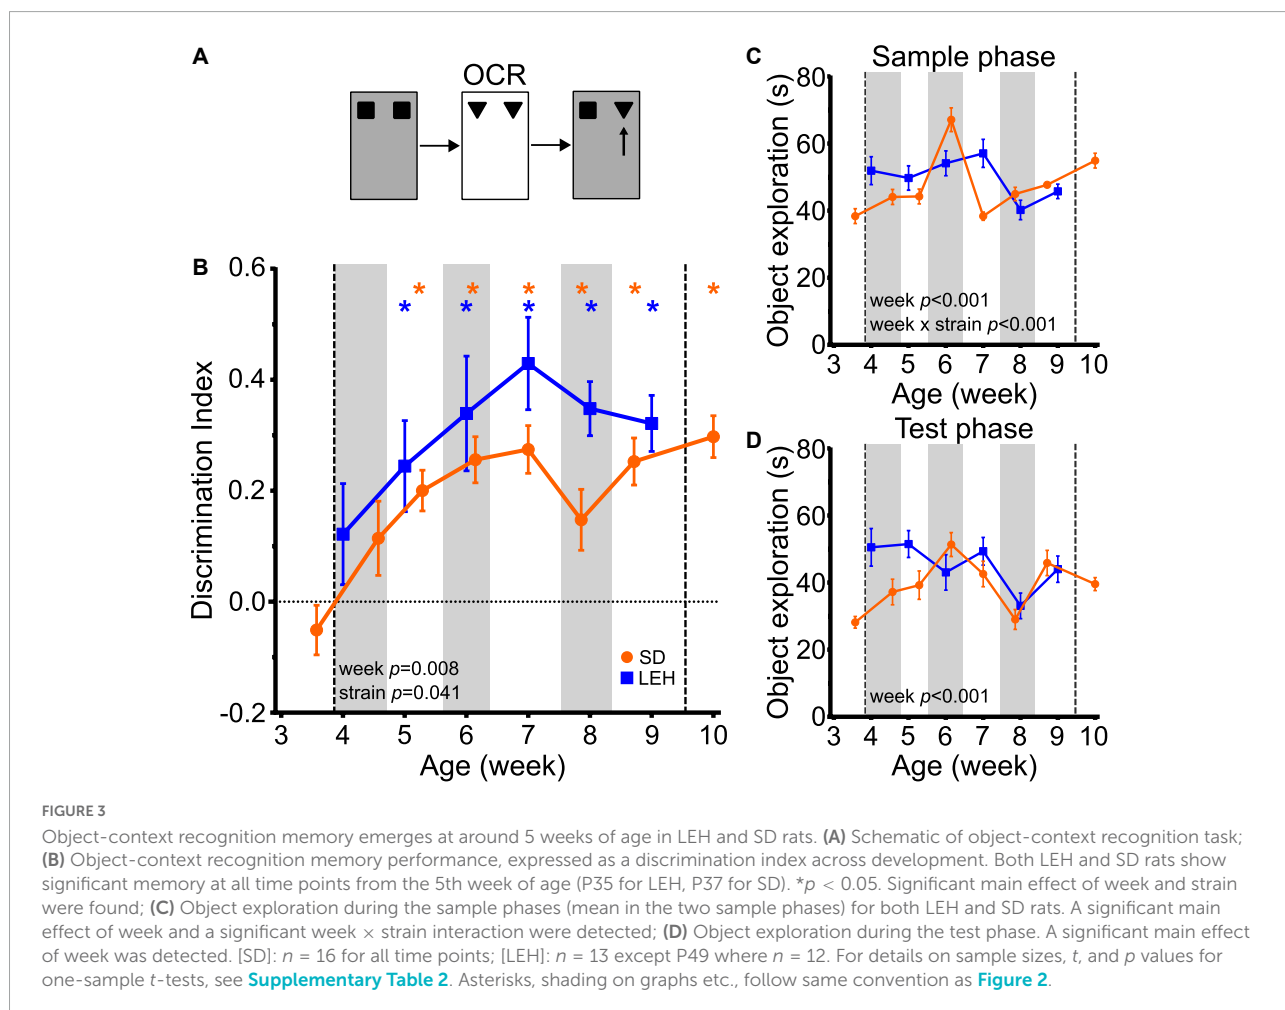 A
OCR
B
0.6
0.4
0.2
0.0
-0.2
Discrimination Index
* * * * * *
* * * * *
week p=0.008
strain p=0.041
SD
LEH
3 4 5 6 7 8 9 10
Age (week)
C
Sample phase
80
60
40
20
0
Object exploration (s)
week p<0.001
week x strain p<0.001
3 4 5 6 7 8 9 10
Age (week)
D
Test phase
80
60
40
20
0
Object exploration (s)
week p<0.001
3 4 5 6 7 8 9 10
Age (week)
FIGURE 3
Object-context recognition memory emerges at around 5 weeks of age in LEH and SD rats. (A) Schematic of object-context recognition task;
(B) Object-context recognition memory performance, expressed as a discrimination index across development. Both LEH and SD rats show
significant memory at all time points from the 5th week of age (P35 for LEH, P37 for SD). *p < 0.05. Significant main effect of week and strain
were found; (C) Object exploration during the sample phases (mean in the two sample phases) for both LEH and SD rats. A significant main
effect of week and a significant week × strain interaction were detected; (D) Object exploration during the test phase. A significant main effect
of week was detected. [SD]: n = 16 for all time points; [LEH]: n = 13 except P49 where n = 12. For details on sample sizes, t, and p values for
one-sample t-tests, see Supplementary Table 2. Asterisks, shading on graphs etc., follow same convention as Figure 2.